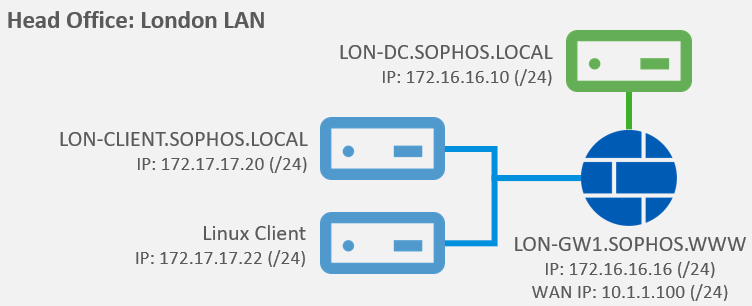 Head Office: London LAN
LON-DC.SOPHOS.LOCAL
IP: 172.16.16.10 (/24)
LON-CLIENT.SOPHOS.LOCAL
IP: 172.17.17.20 (/24)
Linux Client
IP: 172.17.17.22 (/24)
LON-GW1.SOPHOS.WWW
IP: 172.16.16.16 (/24)
WAN IP: 10.1.1.100 (/24)